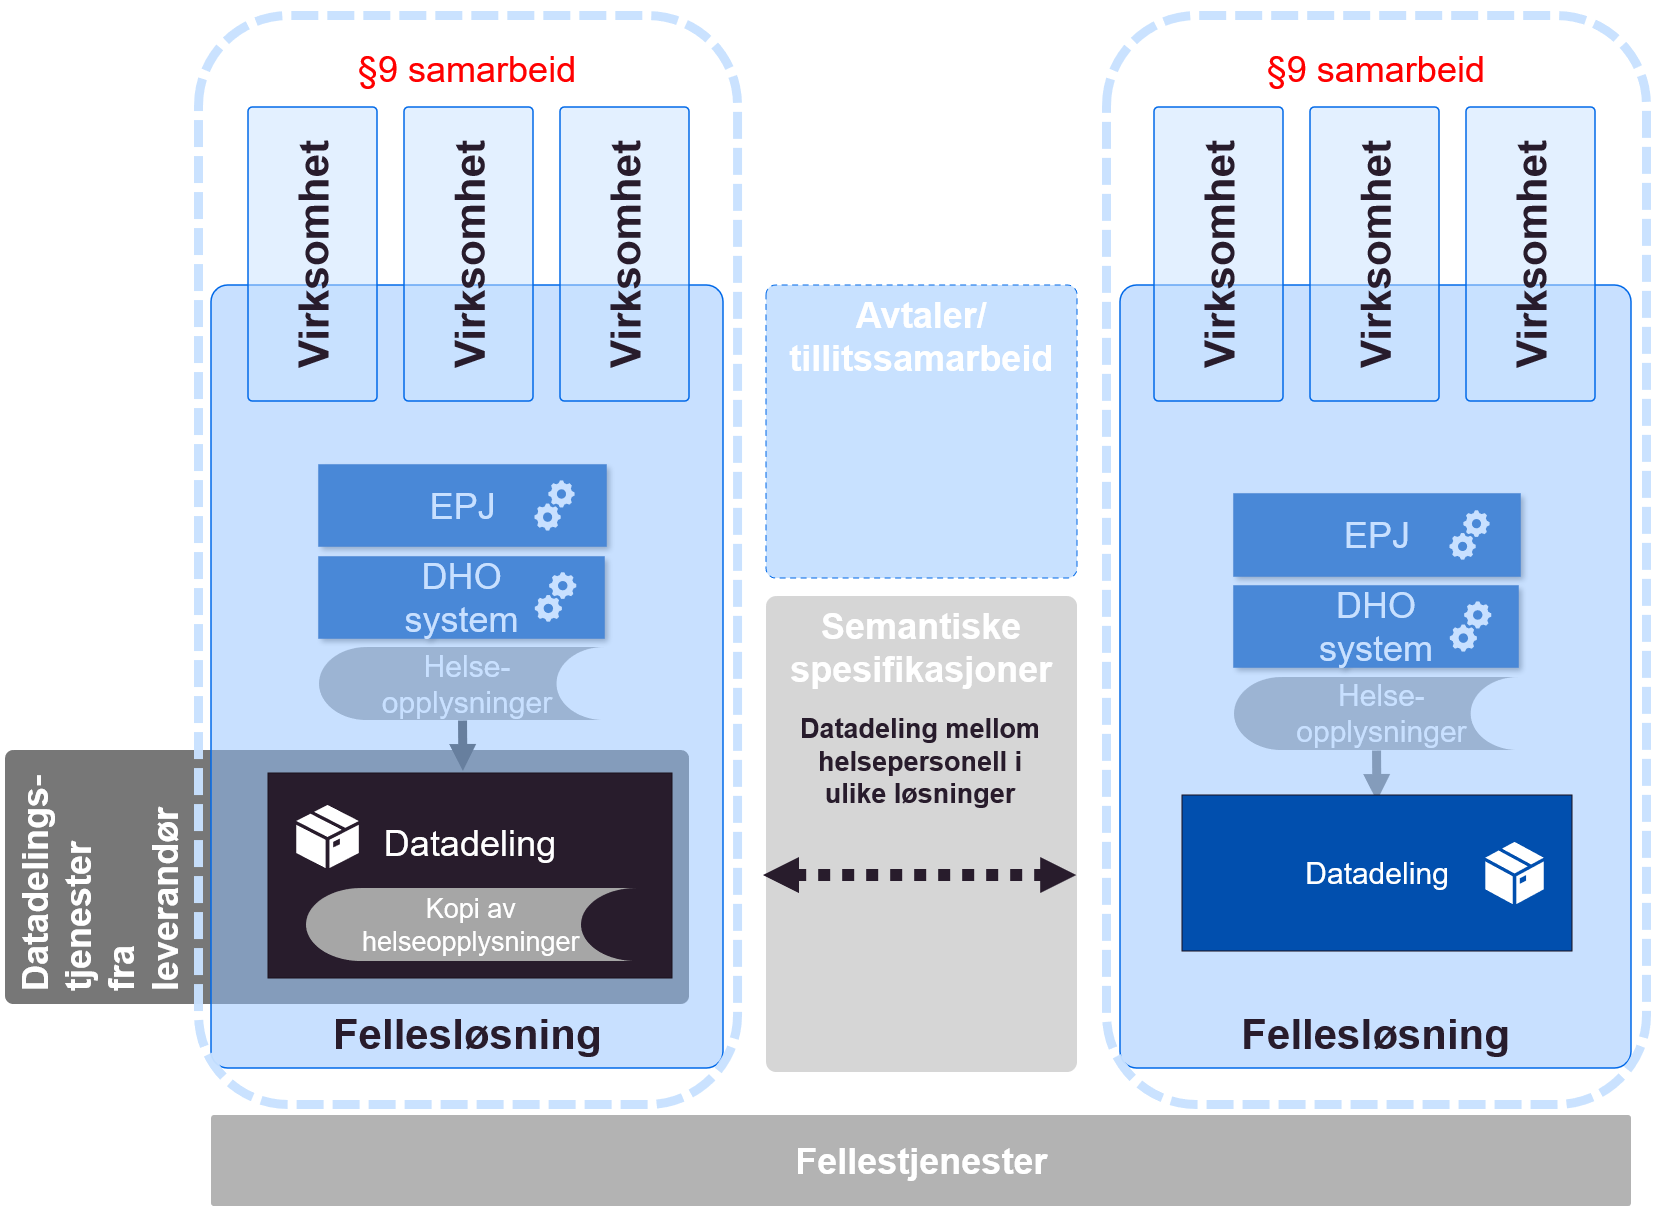 §9 samarbeid
Virksomhet
Virksomhet
Virksomhet
EPJ
DHO
system
Helse-
opplysninger
Datadelings-
tjenester
fra
leverandør
Datadeling
Kopi av
helseopplysninger
Fellesløsning
Avtaler/
tillitssamarbeid
Semantiske
spesifikasjoner
Datadeling mellom
helsepersonell i
ulike løsninger
§9 samarbeid
Virksomhet
Virksomhet
Virksomhet
EPJ
DHO
system
Helse-
opplysninger
Datadeling
Fellesløsning
Fellestjenester